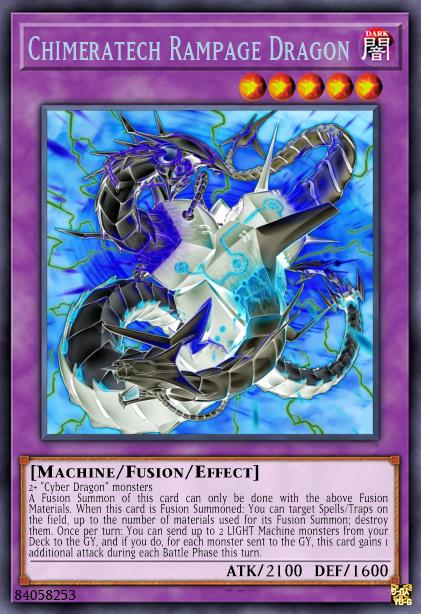 CHIMERATECH RAMPAGE DRAGON
DARK
闇
[MACHINE/FUSION/EFFECT]
2+ "Cyber Dragon" monsters
A Fusion Summon of this card can only be done with the above Fusion
Materials. When this card is Fusion Summoned: You can target Spells/Traps on
the field, up to the number of materials used for its Fusion Summon; destroy
them. Once per turn: You can send up to 2 LIGHT Machine monsters from your
Deck to the GY, and if you do, for each monster sent to the GY, this card gains 1
additional attack during each Battle Phase this turn.
ATK/2100 DEF/1600
84058253